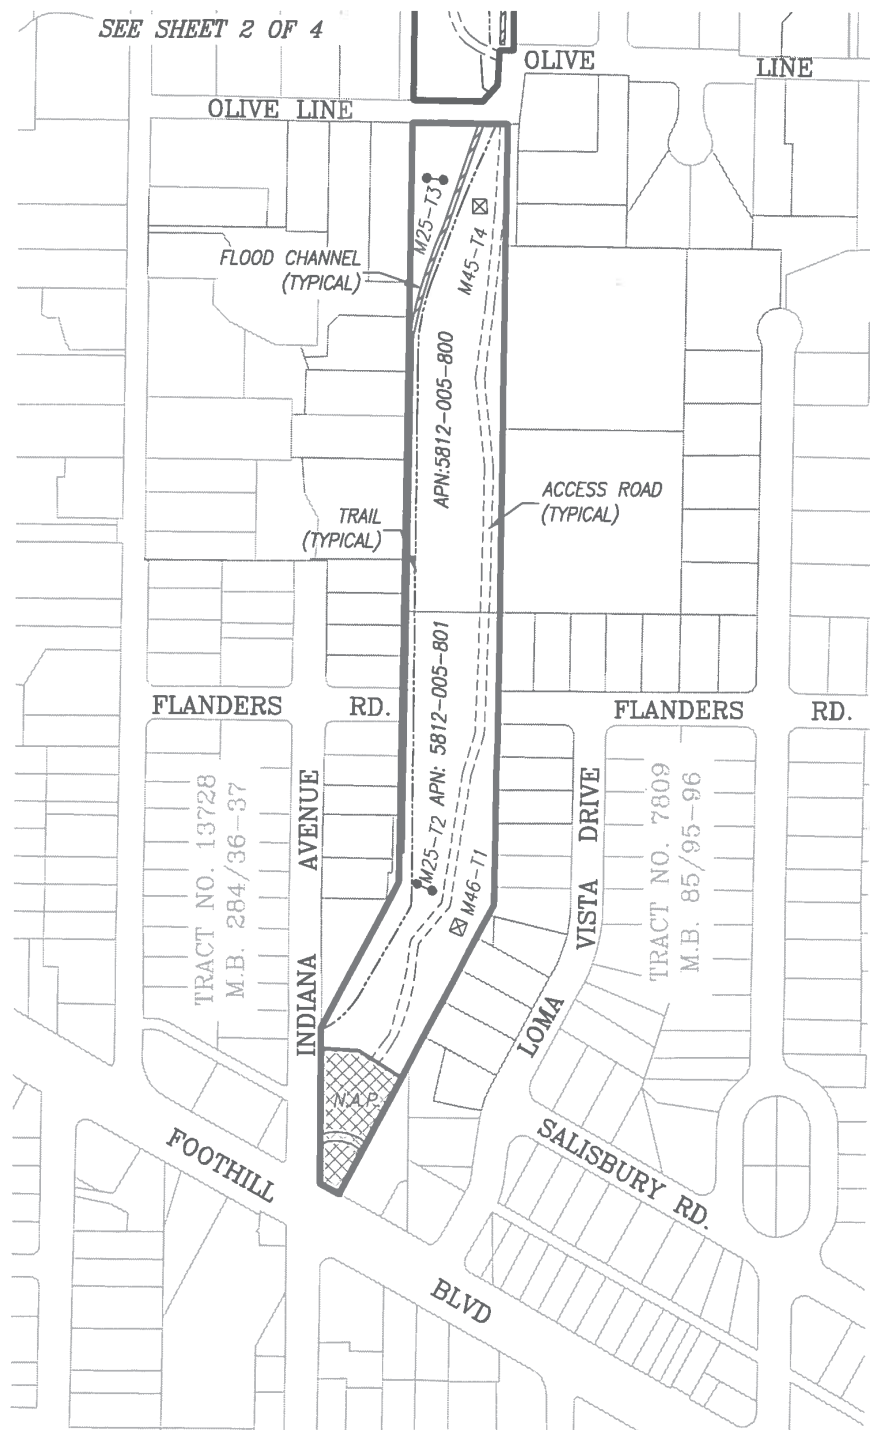 SEE SHEET 2 OF 4
OLIVE LINE
OLIVE LINE
M25-T3
M45-T4
FLOOD CHANNEL
(TYPICAL)
APN:5812-005-800
ACCESS ROAD
(TYPICAL)
TRAIL
(TYPICAL)
FLANDERS RD.
FLANDERS RD.
APN: 5812-005-801
M25-T2
M46-T1
TRACT NO. 13728
M.B. 284/36-37
INDIANA AVENUE
LOMA VISTA DRIVE
TRACT NO. 7809
M.B. 85/95-96
N.A.P.
FOOTHILL BLVD
SALISBURY RD.